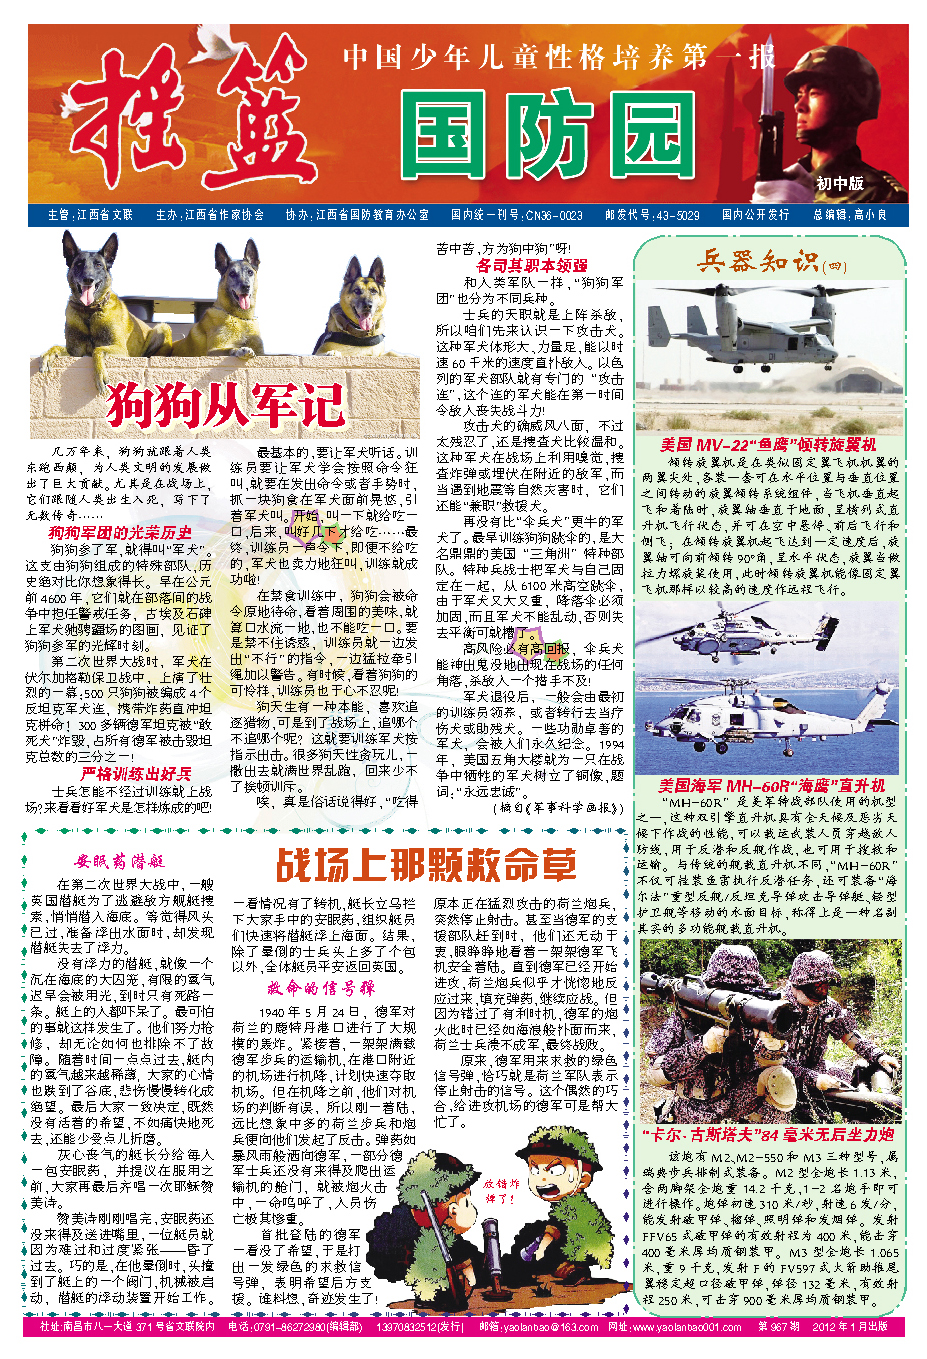 中国少年儿童性格培养第一报
摇篮
国防园
初中版
主管:江西省文联 主办:江西省作家协会 协办:江西省国防教育办公室 国内统一刊号:CN36-0023 邮发代号:43-5029 国内公开发行 总编辑:高小良
狗狗从军记
几万年来，狗狗就跟着人类
东跑西颠，为人类文明的发展做
出了巨大贡献。尤其是在战场上,
它们跟随人类出生入死，写下了
无数传奇……
狗狗军团的光荣历史
狗狗参了军,就得叫“军犬”。
这支由狗狗组成的特殊部队,历
史绝对比你想象得长。早在公元
前4600年,它们就在部落间的战
争中担任警戒任务，古埃及石碑
上军犬驰骋疆场的图画，见证了
狗狗参军的光辉时刻。
第二次世界大战时，军犬在
伏尔加格勒保卫战中，上演了壮
烈的一幕:500只狗狗被编成4个
反坦克军犬连，携带炸药直冲坦
克拼命！300多辆德军坦克被“敢
死犬”炸毁,占所有德军被击毁坦
克总数的三分之一!
严格训练出好兵
士兵怎能不经过训练就上战
场?来看看好军犬是怎样炼成的吧!
最基本的,要让军犬听话。训
练员要让军犬学会按照命令狂
叫,就要在发出命令或者手势时,
抓一块狗食在军犬面前晃悠,引
着军犬叫。开始,叫一下就给吃一
口,后来,叫好几下才给吃……最
终,训练员一声令下,即便不给吃
的,军犬也卖力地狂叫,训练就成
功啦!
在禁食训练中，狗狗会被命
令原地待命,看着周围的美味,就
算口水流一地,也不能吃一口。要
是禁不住诱惑，训练员就一边发
出“不行”的指令,一边猛拉牵引
绳加以警告。有时候,看着狗狗的
可怜样,训练员也于心不忍呢!
狗天生有一种本能，喜欢追
逐猎物,可是到了战场上,追哪个
不追哪个呢？这就要训练军犬按
指示出击。很多狗天性贪玩儿,一
撒出去就满世界乱跑，回来少不
了挨顿训斥。
唉，真是俗话说得好,“吃得
苦中苦,方为狗中狗”呀!
各司其职本领强
和人类军队一样,“狗狗军
团”也分为不同兵种。
士兵的天职就是上阵杀敌,
所以咱们先来认识一下攻击犬。
这种军犬体形大、力量足,能以时
速60千米的速度直扑敌人。以色
列的军犬部队就有专门的“攻击
连”,这个连的军犬能在第一时间
令敌人丧失战斗力!
攻击犬的确威风八面，不过
太残忍了,还是搜查犬比较温和。
这种军犬在战场上利用嗅觉,搜
查炸弹或埋伏在附近的敌军,而
当遇到地震等自然灾害时，它们
还能“兼职”救援犬。
再没有比“伞兵犬”更牛的军
犬了。最早训练狗狗跳伞的,是大
名鼎鼎的美国“三角洲”特种部
队。特种兵战士把军犬与自己固
定在一起，从6100米高空跳伞,
由于军犬又大又重，降落伞必须
加固,而且军犬不能乱动,否则失
去平衡可就糟了。
高风险必有高回报，伞兵犬
能神出鬼没地出现在战场的任何
角落,杀敌人一个措手不及!
军犬退役后，一般会由最初
的训练员领养，或者转行去当疗
伤犬或助残犬。一些功勋卓著的
军犬，会被人们永久纪念。1994
年，美国五角大楼就为一只在战
争中牺牲的军犬树立了铜像,题
词:“永远忠诚”。
(摘自《军事科学画报》)
战场上那颗救命草
安眠药潜艇
在第二次世界大战中,一艘
英国潜艇为了逃避敌方舰艇搜
索,悄悄潜入海底。等觉得风头
已过,准备浮出水面时,却发现
潜艇失去了浮力。
没有浮力的潜艇,就像一个
沉在海底的大囚笼,有限的氧气
迟早会被用光,到时只有死路一
条。艇上的人都吓呆了。最可怕
的事就这样发生了。他们努力抢
修，却无论如何也排除不了故
障。随着时间一点点过去,艇内
的氧气越来越稀薄，大家的心情
也跌到了谷底,悲伤慢慢转化成
绝望。最后大家一致决定,既然
没有活着的希望,不如痛快地死
去,还能少受点儿折磨。
灰心丧气的艇长分给每人
一包安眠药，并提议在服用之
前,大家再最后齐唱一次耶稣赞
美诗。
赞美诗刚刚唱完,安眠药还
没来得及送进嘴里,一位艇员就
因为难过和过度紧张——昏了
过去。巧的是,在他晕倒时,头撞
到了艇上的一个阀门,机械被启
动，潜艇的浮动装置开始工作。
一看情况有了转机,艇长立马拦
下大家手中的安眠药,组织艇员
们快速将潜艇浮上海面。结果,
除了晕倒的士兵头上多了个包
以外,全体艇员平安返回英国。
救命的信号弹
1940年5月24日，德军对
荷兰的鹿特丹港口进行了大规
模的轰炸。紧接着,一架架满载
德军步兵的运输机,在港口附近
的机场进行机降,计划快速夺取
机场。但在机降之前,他们对机
场的判断有误，所以刚一着陆,
远比想象中多的荷兰步兵和炮
兵便向他们发起了反击。弹药如
暴风雨般洒向德军,一部分德
军士兵还没有来得及爬出运
输机的舱门，就被炮火击
中，一命呜呼了,人员伤
亡极其惨重。
首批登陆的德军
一看没了希望,于是打
出一发绿色的求救信
号弹，表明希望后方支
援。谁料想,奇迹发生了!
原本正在猛烈攻击的荷兰炮兵,
突然停止射击。甚至当德军的支
援部队赶到时，他们还无动于
衷,眼睁睁地看着一架架德军飞
机安全着陆。直到德军已经开始
进攻,荷兰炮兵似乎才恍惚地反
应过来,填充弹药,继续应战。但
因为错过了有利时机,德军的炮
火此时已经如海浪般扑面而来,
荷兰士兵溃不成军,最终战败。
原来,德军用来求救的绿色
信号弹,恰巧就是荷兰军队表示
停止射击的信号。这个偶然的巧
合,给进攻机场的德军可是帮大
忙了。
放错炸
弹了！
兵器知识(四)
美国MV-22“鱼鹰”倾转旋翼机
倾转旋翼机是在类似固定翼飞机机翼的
两翼尖处,各装一套可在水平位置与垂直位置
之间转动的旋翼倾转系统组件,当飞机垂直起
飞和着陆时,旋翼轴垂直于地面,呈横列式直
升机飞行状态,并可在空中悬停、前后飞行和
侧飞；在倾转旋翼机起飞达到一定速度后,旋
翼轴可向前倾转90°角,呈水平状态,旋翼当做
拉力螺旋桨使用,此时倾转旋翼机能像固定翼
飞机那样以较高的速度作远程飞行。
美国海军MH-60R“海鹰”直升机
“MH-60R”是美军特战部队使用的机型
之一,这种双引擎直升机具有全天候及恶劣天
候下作战的性能,可以载运武装人员穿越敌人
防线,用于反潜和反舰作战,也可用于搜救和
运输。与传统的舰载直升机不同,“MH-60R”
不仅可挂装鱼雷执行反潜任务,还可装备“海
尔法”重型反舰/反坦克导弹攻击导弹艇、轻型
护卫舰等移动的水面目标,称得上是一种名副
其实的多功能舰载直升机。
“卡尔·古斯塔夫”84毫米无后坐力炮
该炮有M2、M2-550和M3三种型号,属
瑞典步兵排制式装备。M2型全炮长1.13米,
含两脚架全炮重14.2千克,1-2名炮手即可
进行操作。炮弹初速310米/秒,射速6发/分,
能发射破甲弹、榴弹、照明弹和发烟弹。发射
FFV65式破甲弹的有效射程为400米,能击穿
400毫米厚均质钢装甲。M3型全炮长1.065
米,重9千克,发射F的FV597式火箭助推尾
翼稳定超口径破甲弹,弹径132毫米,有效射
程250米,可击穿900毫米厚均质钢装甲。
社址:南昌市八一大道371号省文联院内 电话:0791-86272980(编辑部) 13970832512(发行) 邮箱:yaolanbao@163.com 网址:www.yaolanbao001.com 第967期 2012年1月出版